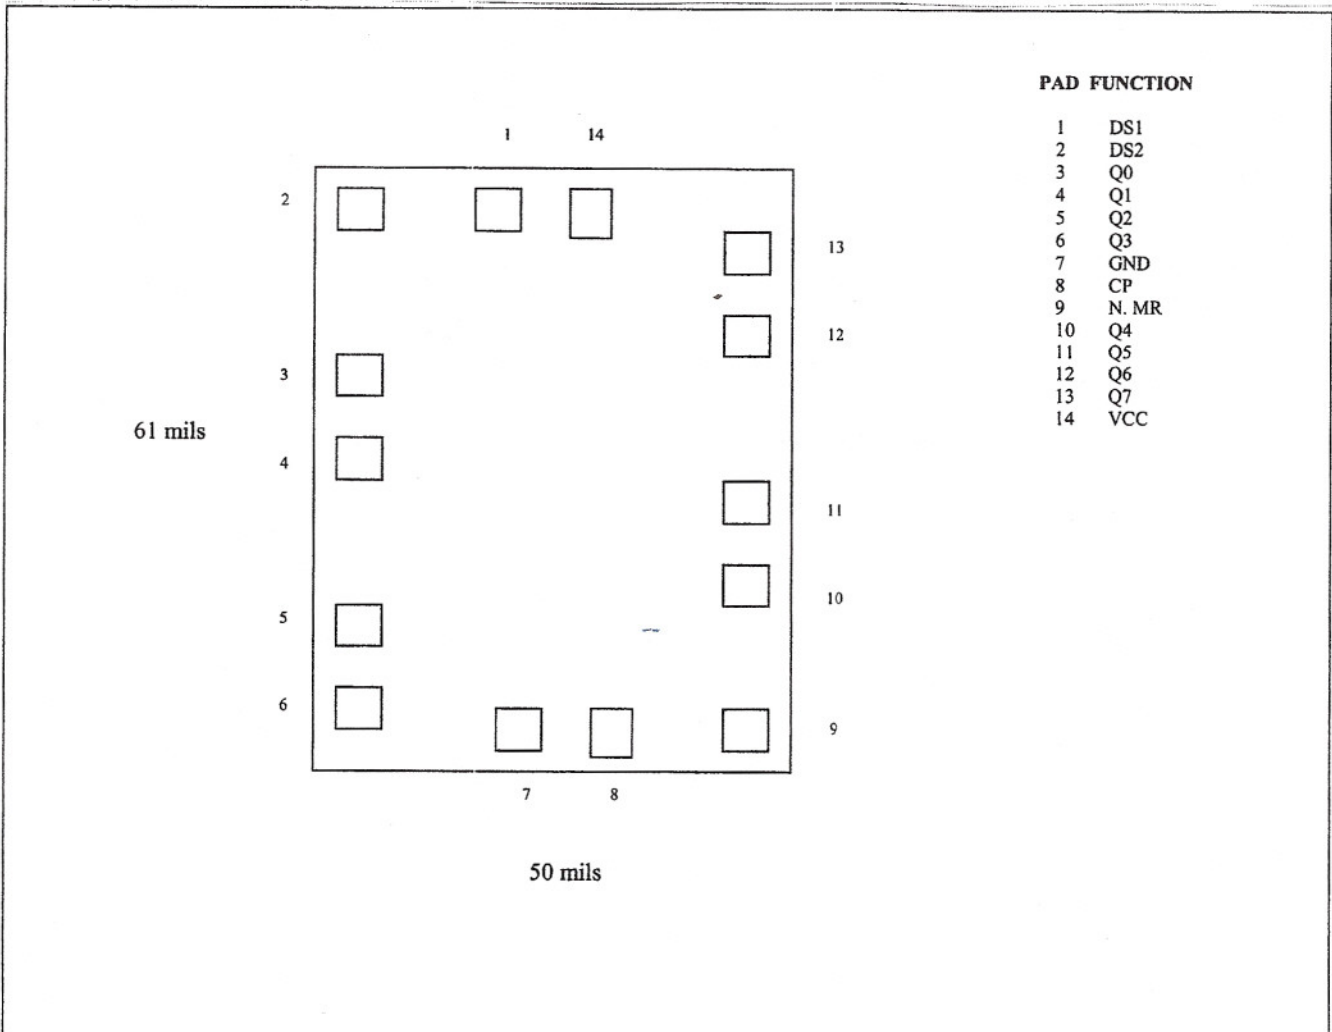 PAD FUNCTION
1 DS1
2 DS2
3 Q0
4 Q1
5 Q2
6 Q3
7 GND
8 CP
9 N. MR
10 Q4
11 Q5
12 Q6
13 Q7
14 VCC
1 14
2
13
12
3
4
61 mils
11
10
5
6
9
7 8
50 mils